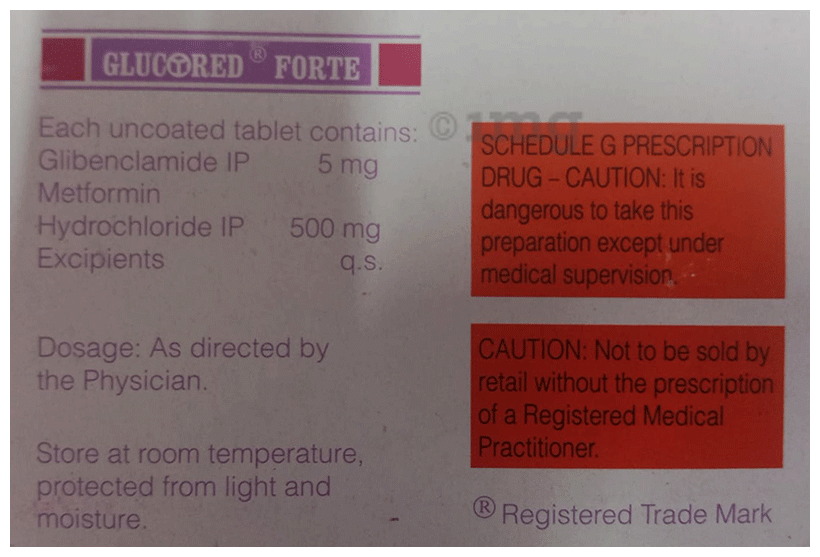 GLUCORED® FORTE
Each uncoated tablet contains:
Glibenclamide IP 5 mg
Metformin
Hydrochloride IP 500 mg
Excipients q.s.
Dosage: As directed by
the Physician.
Store at room temperature,
protected from light and
moisture.
©1mg
SCHEDULE G PRESCRIPTION
DRUG – CAUTION: It is
dangerous to take this
preparation except under
medical supervision.
CAUTION: Not to be sold by
retail without the prescription
of a Registered Medical
Practitioner.
® Registered Trade Mark